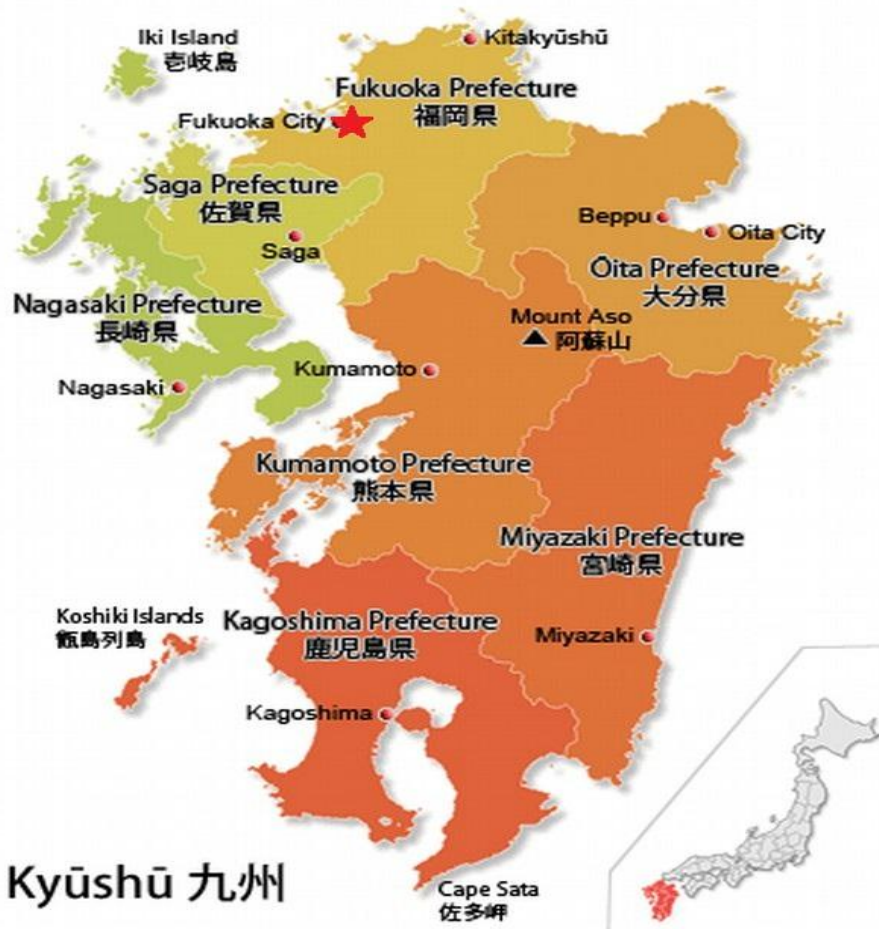 Iki Island
壱岐島
Kitakyūshū
Fukuoka Prefecture
福岡県
Fukuoka City
Saga Prefecture
佐賀県
Saga
Beppu
Oita City
Ōita Prefecture
大分県
Nagasaki Prefecture
長崎県
Mount Aso
阿蘇山
Kumamoto
Nagasaki
Kumamoto Prefecture
熊本県
Miyazaki Prefecture
宮崎県
Koshiki Islands
甑島列島
Kagoshima Prefecture
鹿児島県
Miyazaki
Kagoshima
Kyūshū 九州
Cape Sata
佐多岬